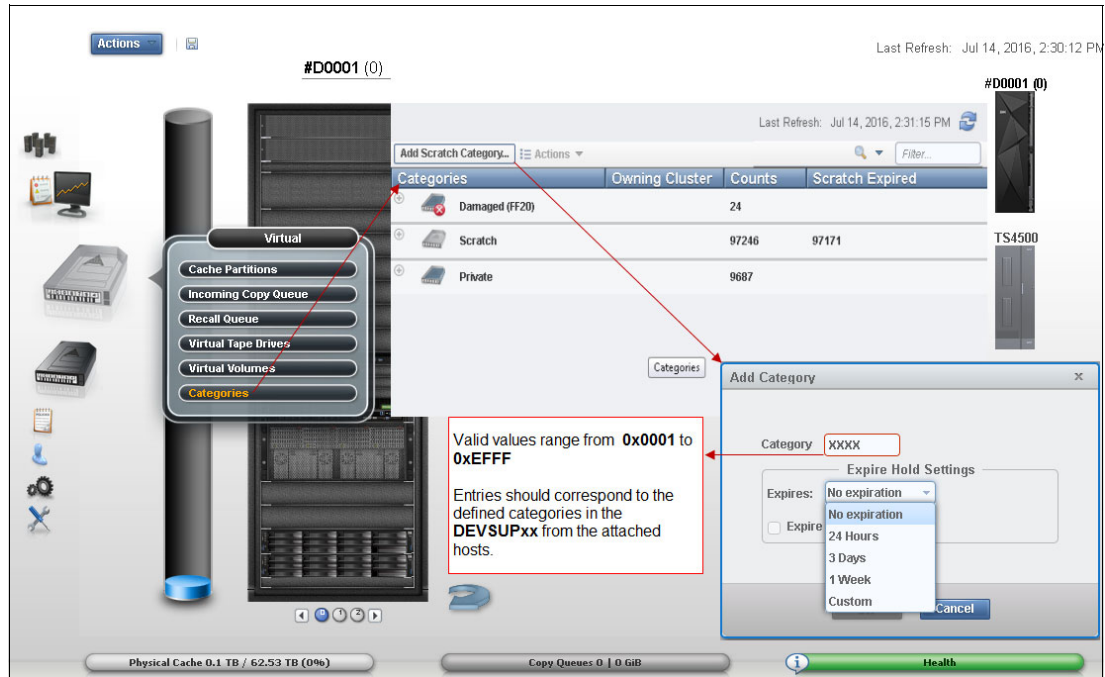 Actions
Last Refresh: Jul 14, 2016, 2:30:12 PM
#D0001 (0)
#D0001 (0)
Last Refresh: Jul 14, 2016, 2:31:15 PM
Add Scratch Category... Actions
Filter...
Categories Owning Cluster Counts Scratch Expired
Damaged (FF20) 24
Scratch 97246 97171
Private 9687
TS4500
Virtual
Cache Partitions
Incoming Copy Queue
Recall Queue
Virtual Tape Drives
Virtual Volumes
Categories
Categories
Add Category x
Category XXXX
Expire Hold Settings
Expires: No expiration
Expire
No expiration
24 Hours
3 Days
1 Week
Custom
Cancel
Valid values range from 0x0001 to
0xEFFF
Entries should correspond to the
defined categories in the
DEVSUPxx from the attached
hosts.
Physical Cache 0.1 TB / 62.53 TB (0%)
Copy Queues 0 | 0 GiB
Health